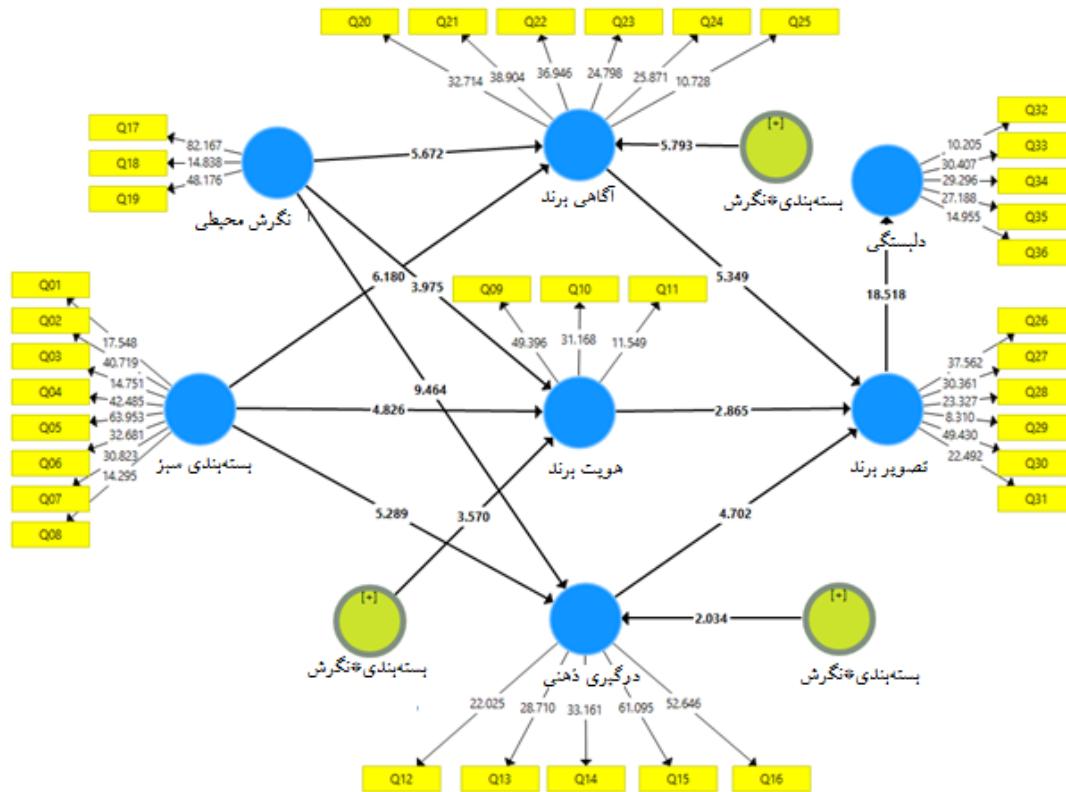 Q20 Q21 Q22 Q23 Q24 Q25
32.714 38.904 36.946 24.798 25.871 10.728
Q17
Q18
Q19
82.167
14.838
48.176
نگرش محیطی
5.672
آگاهی برند
5.793
[+]
بسته‌بندی*نگرش
Q32
Q33
Q34
Q35
Q36
10.205
30.407
29.296
27.188
14.955
دلبستگی
6.180
3.975
5.349
18.518
Q01
Q02
Q03
Q04
Q05
Q06
Q07
Q08
17.548
40.719
14.751
42.485
63.953
32.681
30.823
14.295
بسته‌بندی سبز
Q09 Q10 Q11
49.396 31.168 11.549
9.464
4.826
هویت برند
2.865
Q26
Q27
Q28
Q29
Q30
Q31
37.562
30.361
23.327
8.310
49.430
22.492
تصویر برند
5.289
3.570
4.702
[+]
بسته‌بندی*نگرش
درگیری ذهنی
2.034
[+]
بسته‌بندی*نگرش
22.025 28.710 33.161 61.095 52.646
Q12 Q13 Q14 Q15 Q16